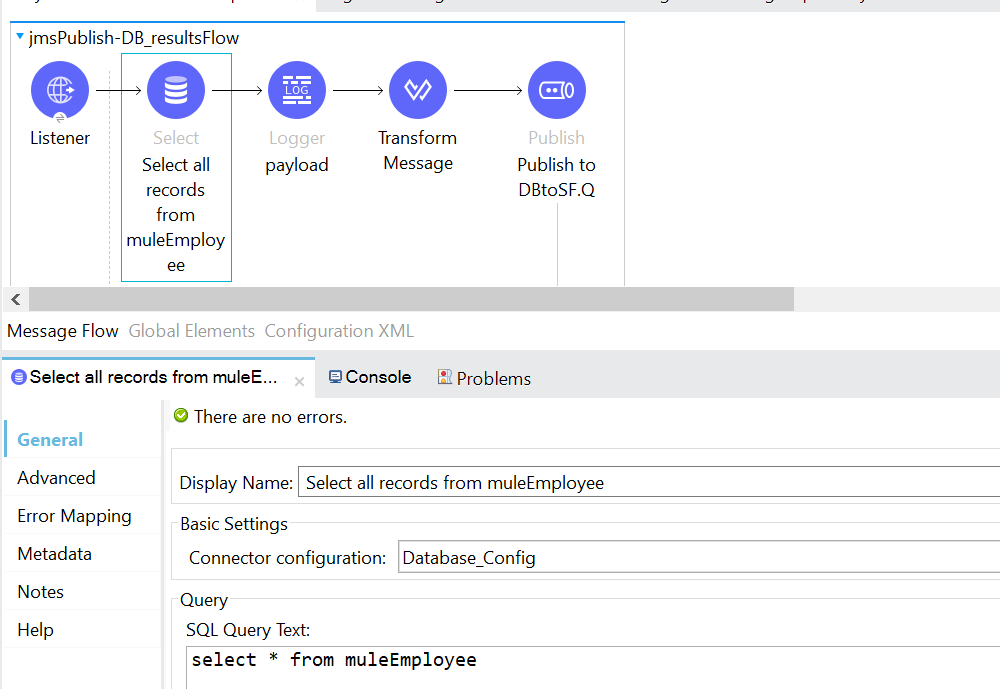 jmsPublish-DB_resultsFlow
LOG
Listener
Select
Logger
Transform
Message
Publish
Select all
records
from
muleEmploy
ee
payload
Publish to
DBtoSF.Q
Message Flow Global Elements Configuration XML
Select all records from muleE... Console Problems
There are no errors.
General
Advanced
Error Mapping
Metadata
Notes
Help
Display Name: Select all records from muleEmployee
Basic Settings
Connector configuration: Database_Config
Query
SQL Query Text:
select * from muleEmployee